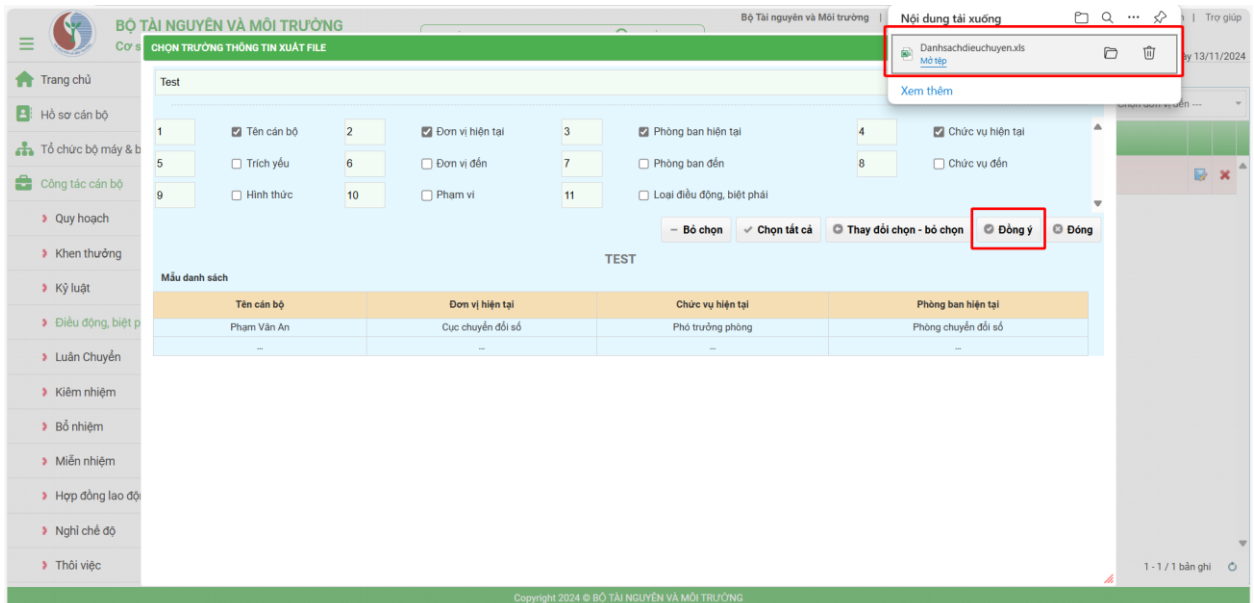 BỘ TÀI NGUYÊN VÀ MÔI TRƯỜNG
Cơ s
Bộ Tài nguyên và Môi trường | | Trợ giúp
ày 13/11/2024
Nội dung tải xuống
Danhsachdieuchuyen.xls
Mở tệp
Xem thêm
CHỌN TRƯỜNG THÔNG TIN XUẤT FILE
Test
1 Tên cán bộ 2 Đơn vị hiện tại 3 Phòng ban hiện tại 4 Chức vụ hiện tại
5 Trích yếu 6 Đơn vị đến 7 Phòng ban đến 8 Chức vụ đến
9 Hình thức 10 Phạm vi 11 Loại điều động, biệt phái
Bỏ chọn Chọn tất cả Thay đổi chọn - bỏ chọn Đồng ý Đóng
TEST
Mẫu danh sách
Tên cán bộ Đơn vị hiện tại Chức vụ hiện tại Phòng ban hiện tại
Phạm Văn An Cục chuyển đổi số Phó trưởng phòng Phòng chuyển đổi số
... ... ... ...
Trang chủ
Hồ sơ cán bộ
Tổ chức bộ máy & b
Công tác cán bộ
Quy hoạch
Khen thưởng
Kỷ luật
Điều động, biệt p
Luân Chuyển
Kiêm nhiệm
Bổ nhiệm
Miễn nhiệm
Hợp đồng lao độ
Nghỉ chế độ
Thôi việc
1 - 1 / 1 bản ghi
Copyright 2024 © BỘ TÀI NGUYÊN VÀ MÔI TRƯỜNG